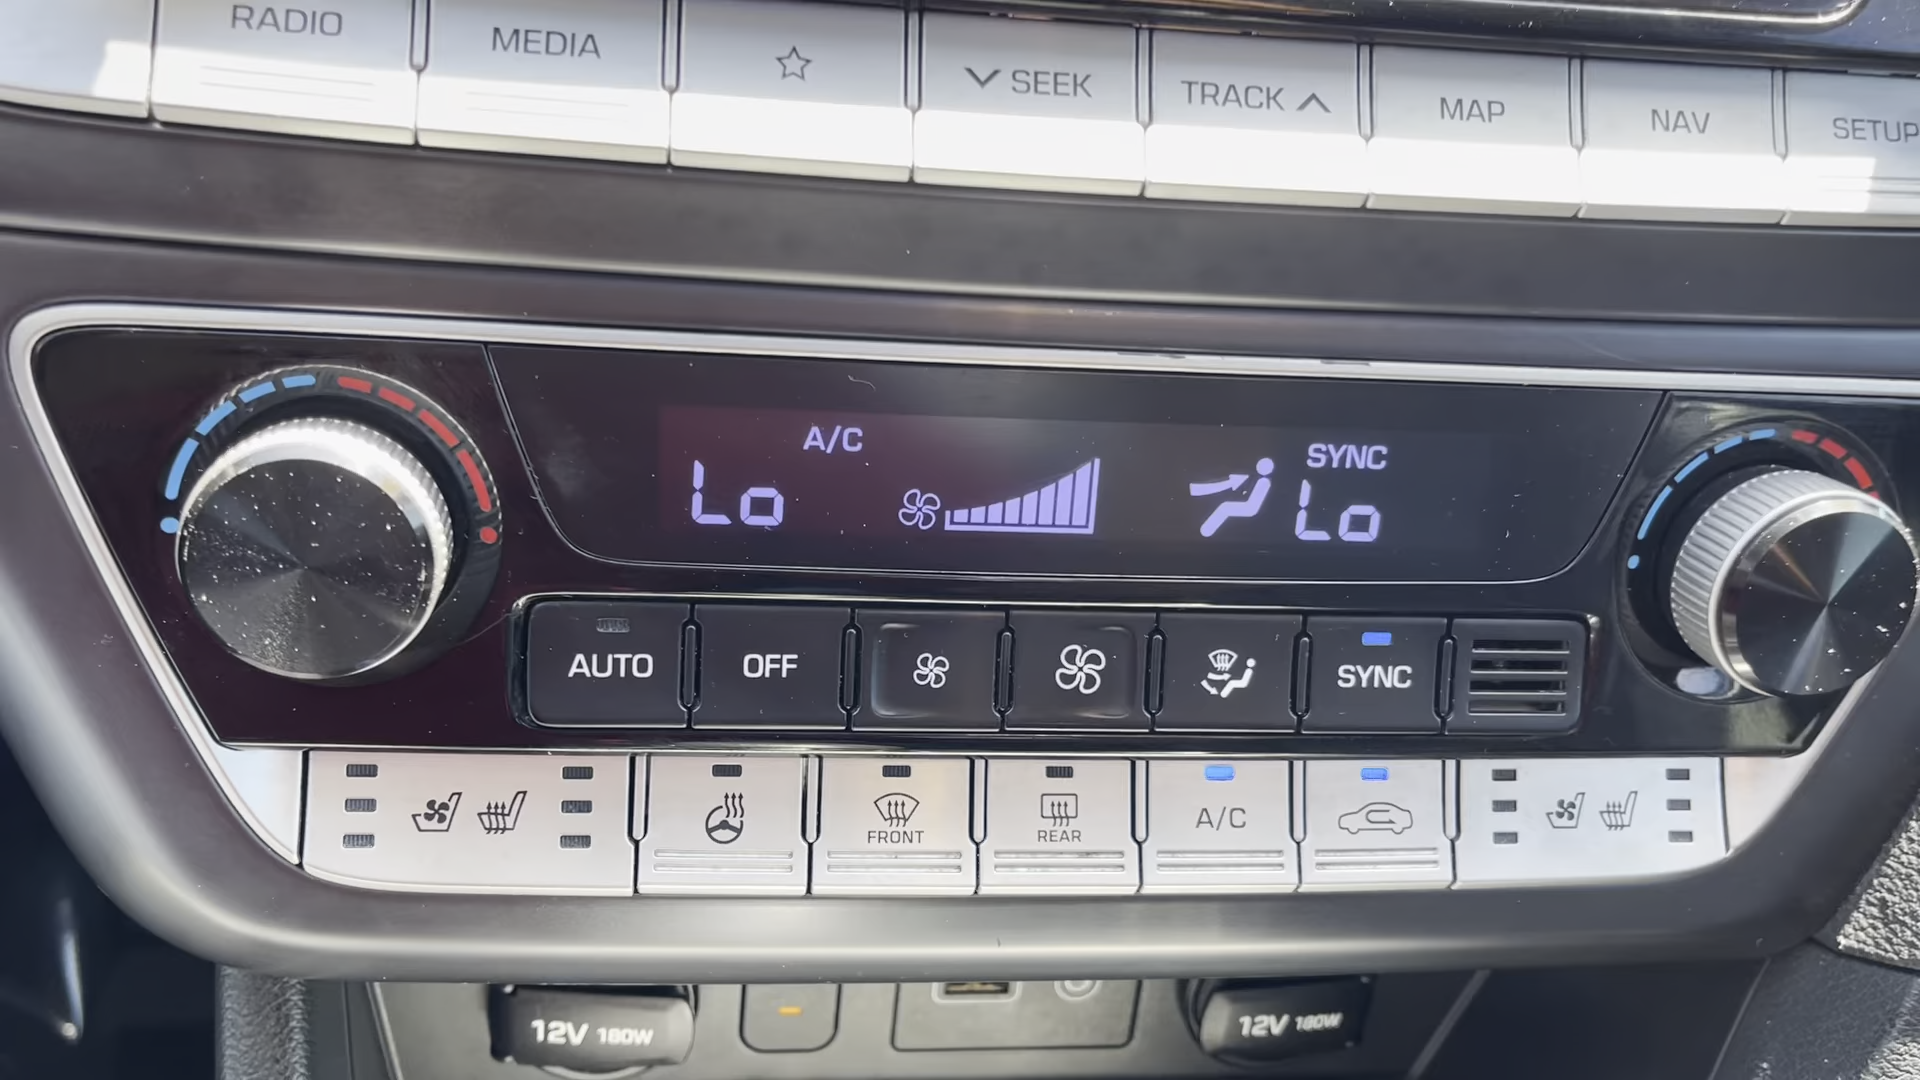 RADIO
MEDIA
SEEK
TRACK
MAP
NAV
SETUP
A/C
SYNC
Lo
Lo
AUTO
OFF
SYNC
FRONT
REAR
A/C
12V 180W
12V 180W